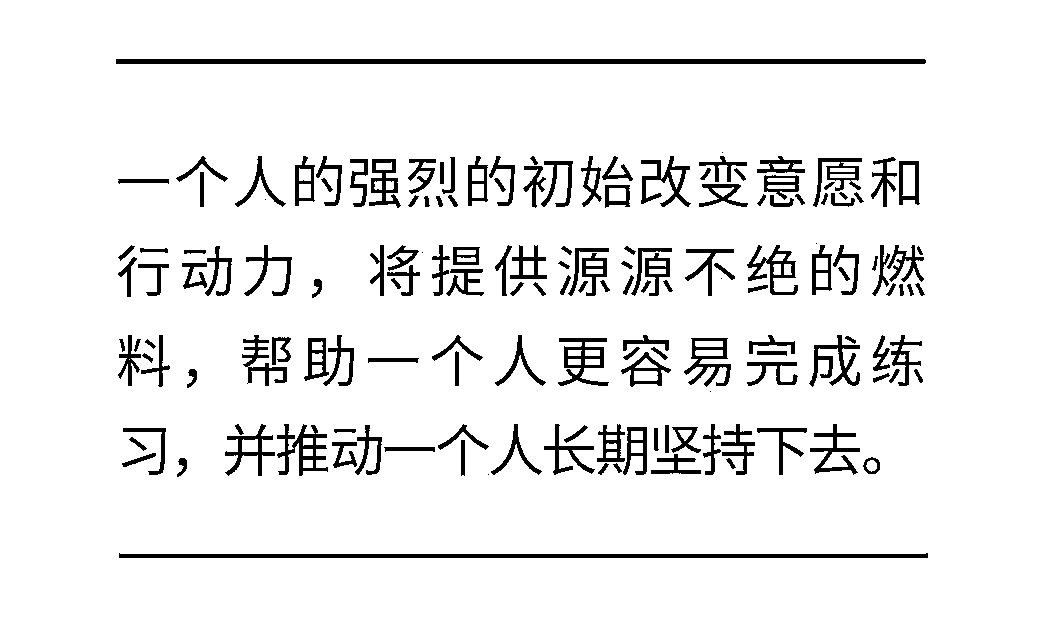 一个人的强烈的初始改变意愿和
行动力，将提供源源不绝的燃
料，帮助一个人更容易完成练
习，并推动一个人长期坚持下去。